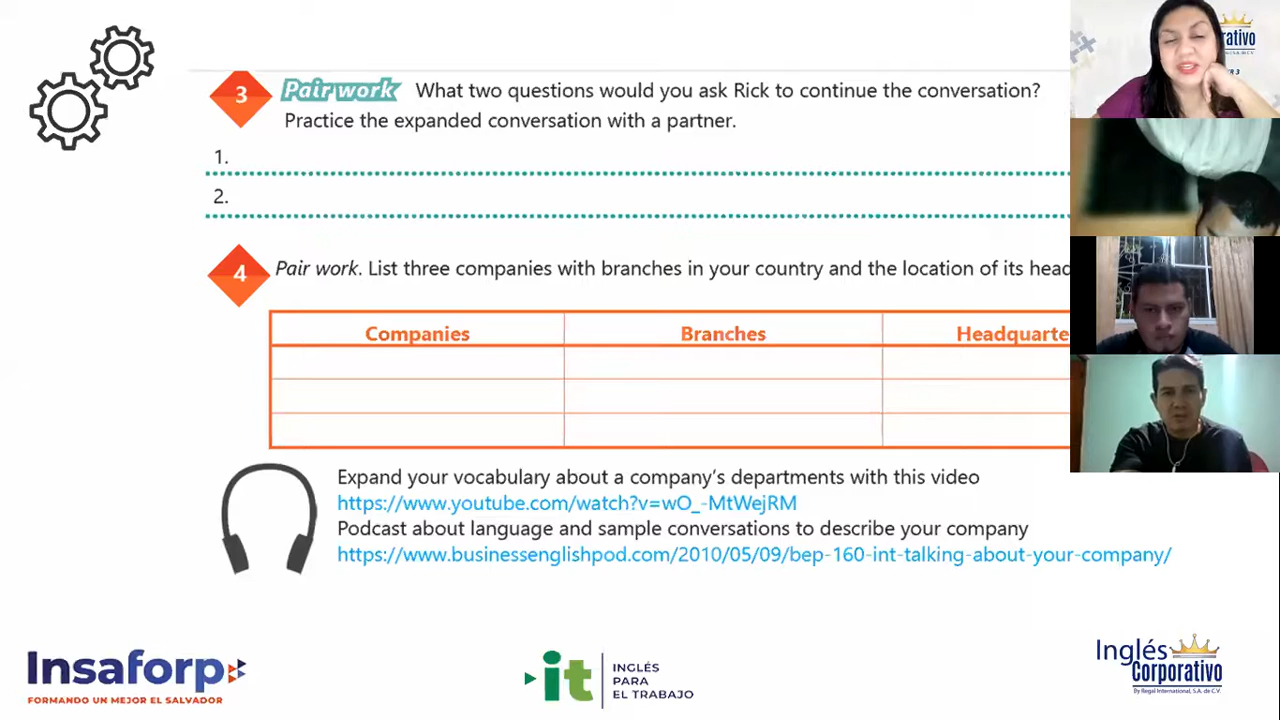 3 Pair work What two questions would you ask Rick to continue the conversation?
Practice the expanded conversation with a partner.
1.
2.
4 Pair work. List three companies with branches in your country and the location of its
Companies Branches
Expand your vocabulary about a company's departments with this video
https://www.youtube.com/watch?v=wO_-MtWejRM
Podcast about language and sample conversations to describe your company
https://www.businessenglishpod.com/2010/05/09/bep-160-int-talking-about-your-company/
Insaforp
FORMANDO UN MEJOR EL SALVADOR
it
INGLÉS
PARA
EL TRABAJO
Inglés
Corporativo
By Regal International, S.A. de C.V.